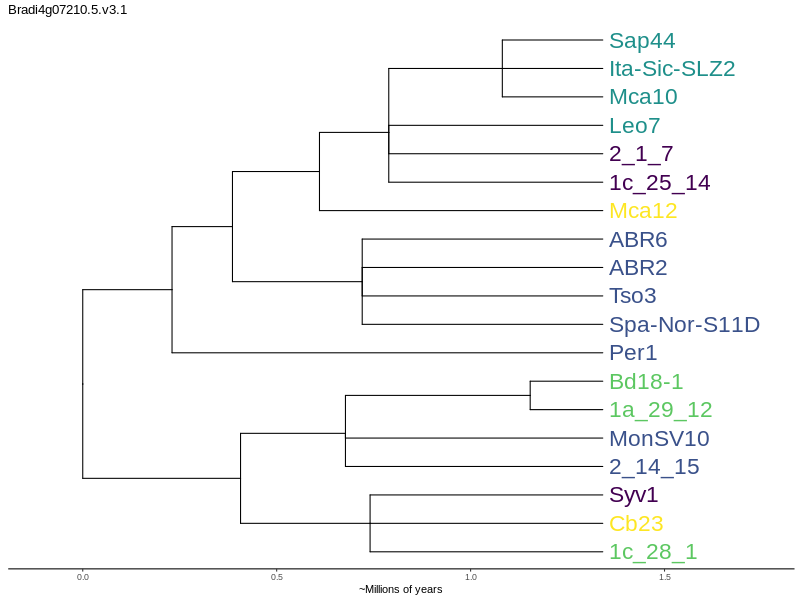 Bradi4g07210.5.v3.1
Sap44
Ita-Sic-SLZ2
Mca10
Leo7
2_1_7
1c_25_14
Mca12
ABR6
ABR2
Tso3
Spa-Nor-S11D
Per1
Bd18-1
1a_29_12
MonSV10
2_14_15
Syv1
Cb23
1c_28_1
0.0 0.5 1.0 1.5
~Millions of years